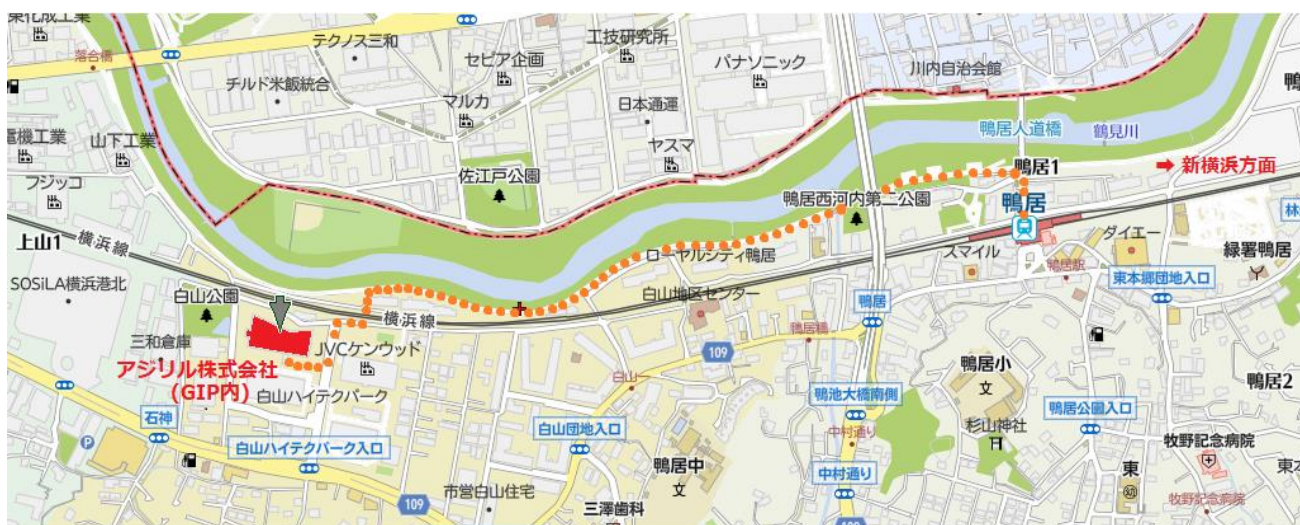 東化成工業
落合橋
テクノス三和
セピア企画
工技研究所
パナソニック
川内自治会館
チルド米飯統合
マルカ
日本通運
電機工業
山下工業
ヤスマ
鴨居人道橋
鶴見川
フジッコ
佐江戸公園
鴨居1
➡ 新横浜方面
鴨居西河内第二公園
鴨居
上山1
横浜線
ローヤルシティ鴨居
スマイル
ダイエー
林
緑署鴨居
鴨居駅
東本郷団地入口
SOSiLA横浜港北
白山公園
横浜線
白山地区センター
鴨居
三和倉庫
JVCケンウッド
鴨居橋
109
アジリル株式会社
(GIP内)
白山ハイテクパーク
白山
鴨居小
文
鴨居2
石神
鴨池大橋南側
鴨居公園入口
P
白山ハイテクパーク入口
白山団地入口
中村通り
杉山神社
牧野記念病院
鴨居中
文
中村通り
東
幼
東本
109
市営白山住宅
三澤歯科
牧野記念病院
109